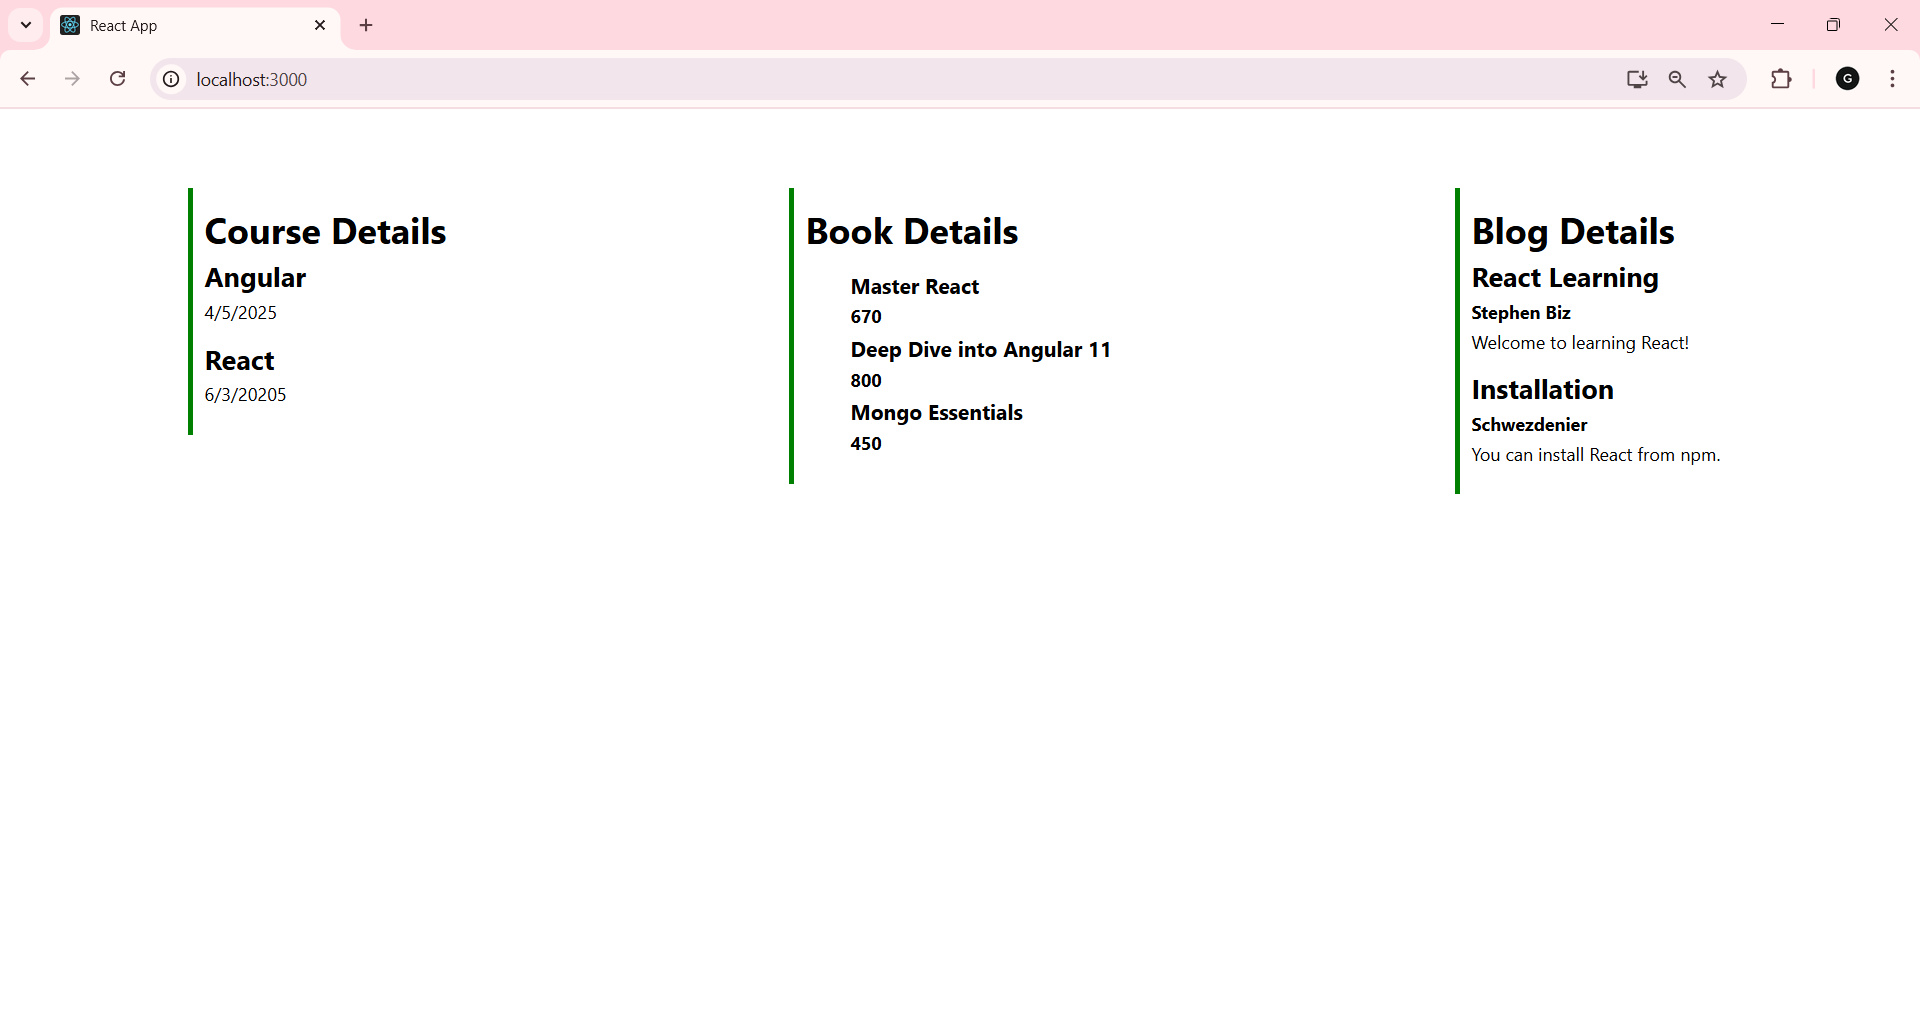 React App
localhost:3000
G
Course Details
Angular
4/5/2025
React
6/3/20205
Book Details
Master React
670
Deep Dive into Angular 11
800
Mongo Essentials
450
Blog Details
React Learning
Stephen Biz
Welcome to learning React!
Installation
Schwezdenier
You can install React from npm.